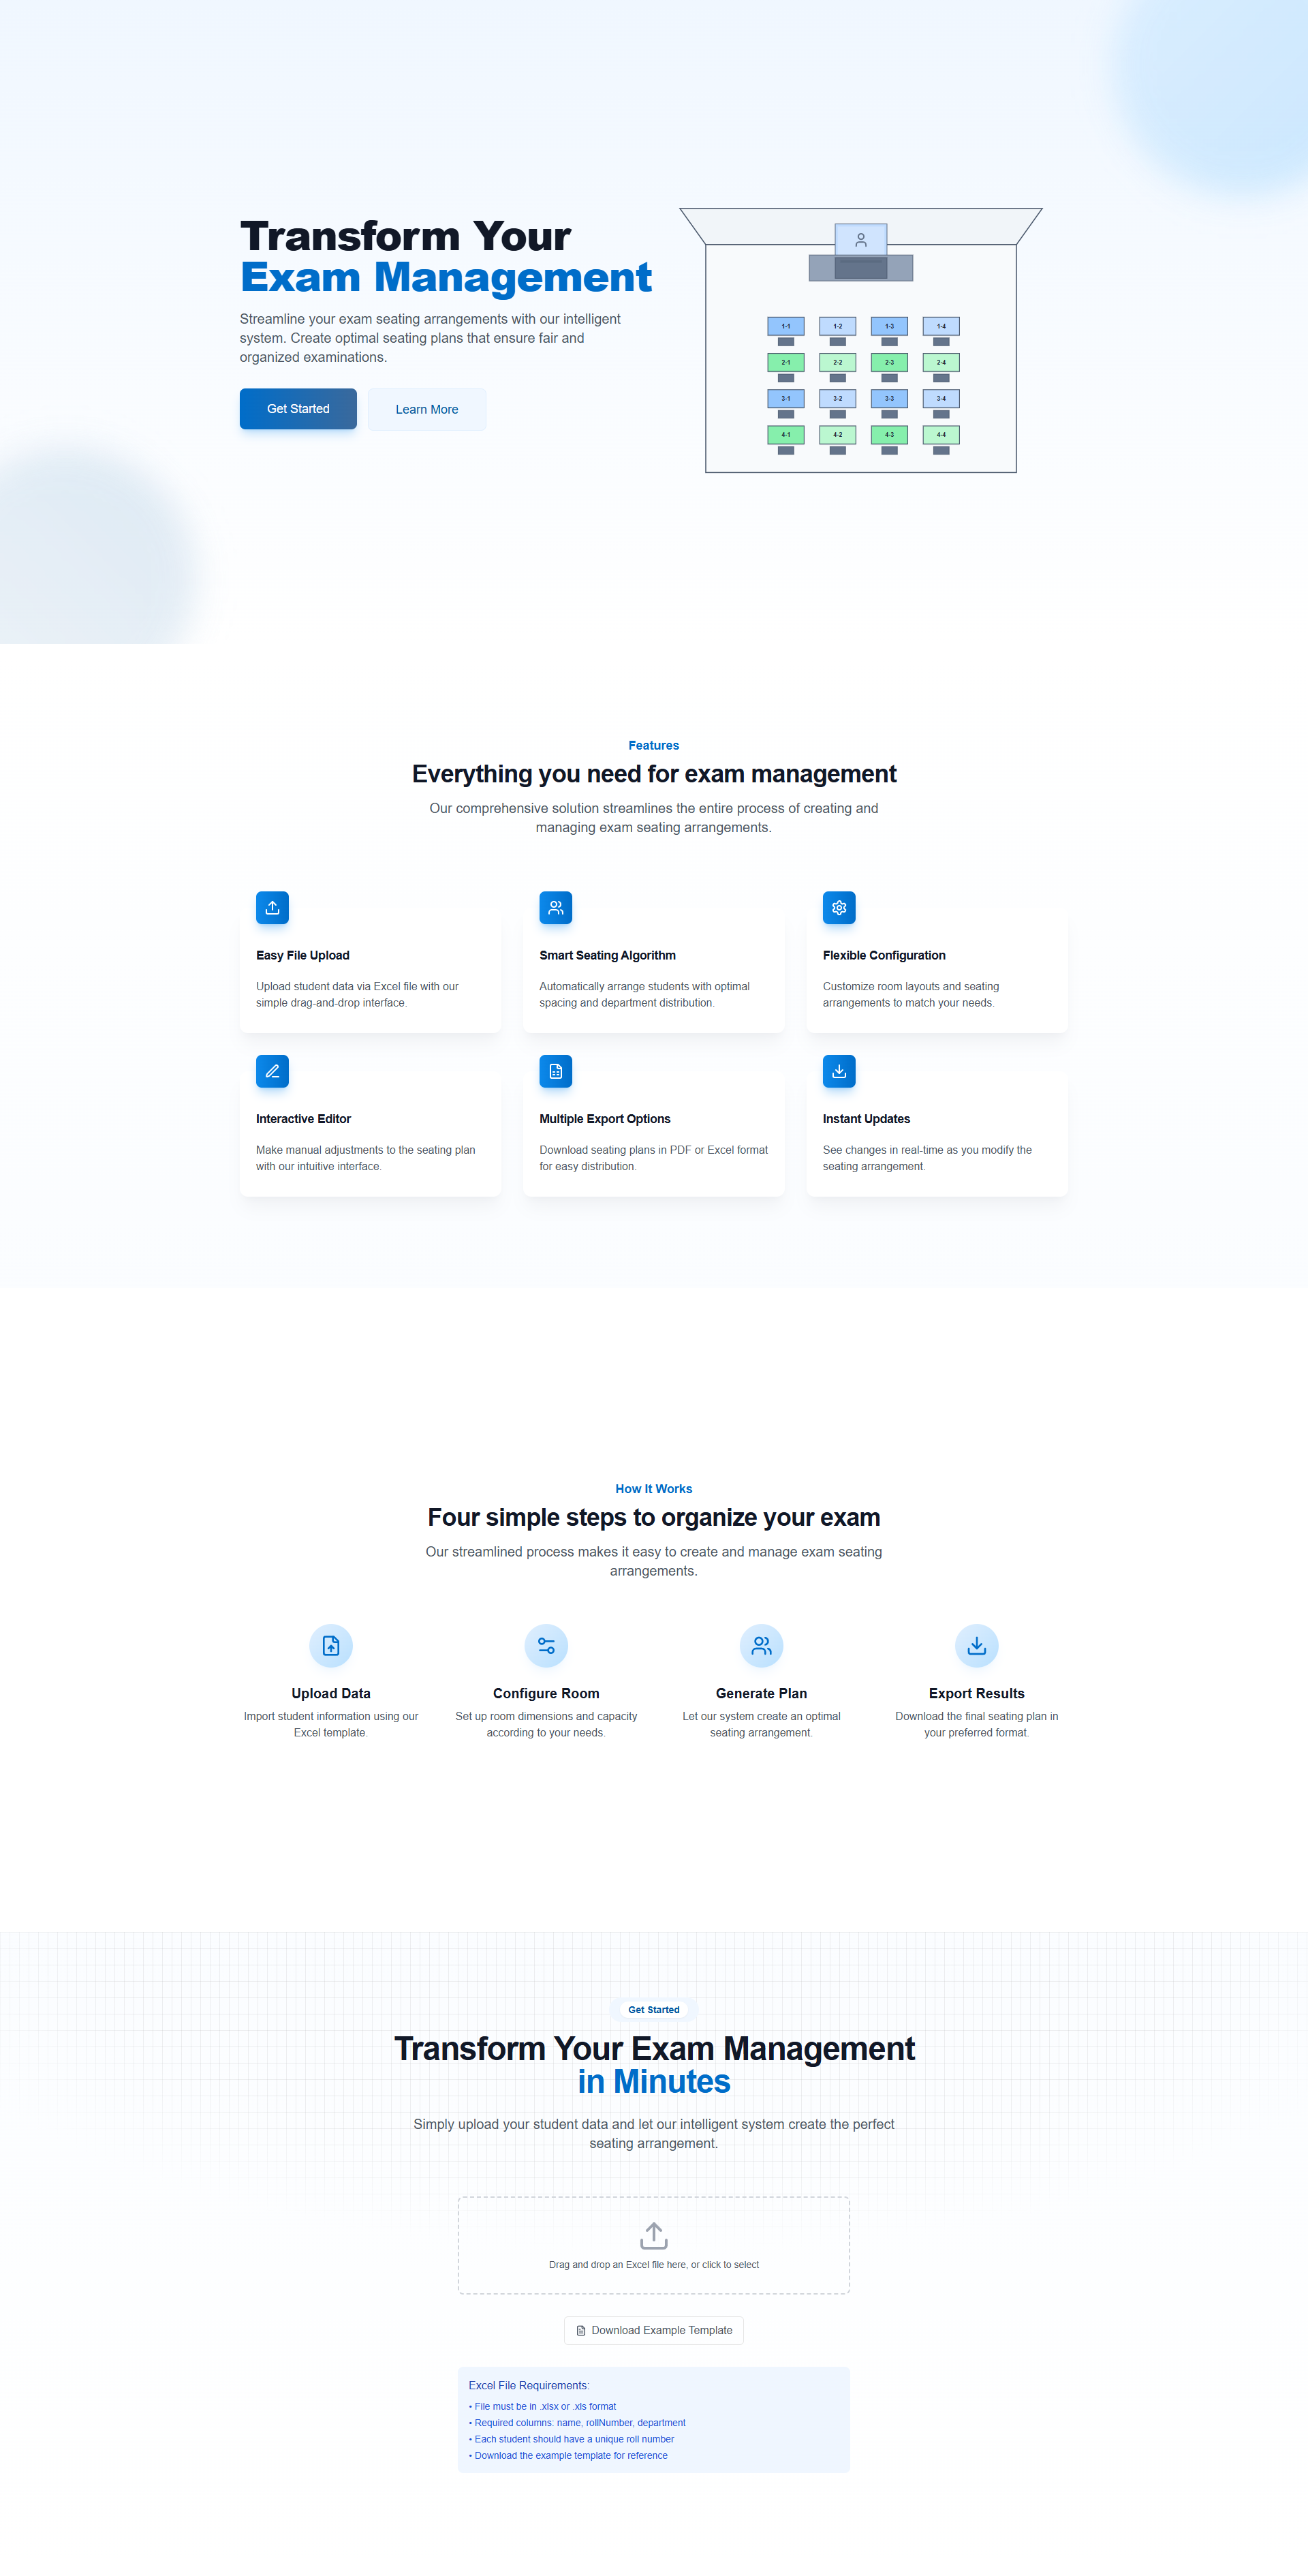 Transform Your
Exam Management
Streamline your exam seating arrangements with our intelligent
system. Create optimal seating plans that ensure fair and
organized examinations.
Get Started
Learn More
1-1
1-2
1-3
1-4
2-1
2-2
2-3
2-4
3-1
3-2
3-3
3-4
4-1
4-2
4-3
4-4
Features
Everything you need for exam management
Our comprehensive solution streamlines the entire process of creating and
managing exam seating arrangements.
Easy File Upload
Upload student data via Excel file with our
simple drag-and-drop interface.
Smart Seating Algorithm
Automatically arrange students with optimal
spacing and department distribution.
Flexible Configuration
Customize room layouts and seating
arrangements to match your needs.
Interactive Editor
Make manual adjustments to the seating plan
with our intuitive interface.
Multiple Export Options
Download seating plans in PDF or Excel format
for easy distribution.
Instant Updates
See changes in real-time as you modify the
seating arrangement.
How It Works
Four simple steps to organize your exam
Our streamlined process makes it easy to create and manage exam seating
arrangements.
Upload Data
Import student information using our
Excel template.
Configure Room
Set up room dimensions and capacity
according to your needs.
Generate Plan
Let our system create an optimal
seating arrangement.
Export Results
Download the final seating plan in
your preferred format.
Get Started
Transform Your Exam Management
in Minutes
Simply upload your student data and let our intelligent system create the perfect
seating arrangement.
Drag and drop an Excel file here, or click to select
Download Example Template
Excel File Requirements:
• File must be in .xlsx or .xls format
• Required columns: name, rollNumber, department
• Each student should have a unique roll number
• Download the example template for reference